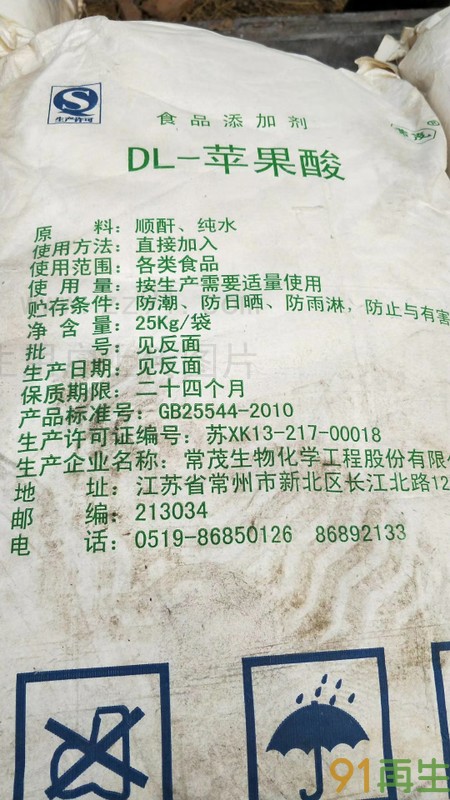 生产许可
食品添加剂
DL-苹果酸
原 料：顺酐、纯水
使用方法：直接加入
使用范围：各类食品
使 用 量：按生产需要适量使用
贮存条件：防潮、防日晒、防雨淋，防止与有害
净 含 量：25Kg/袋
批 号：见反面
生产日期：见反面
保质期限：二十四个月
产品标准号：GB25544-2010
生产许可证编号：苏XK13-217-00018
生产企业名称：常茂生物化学工程股份有限
地 址：江苏省常州市新北区长江北路12
邮 编：213034
电 话：0519-86850126 86892133
91再生